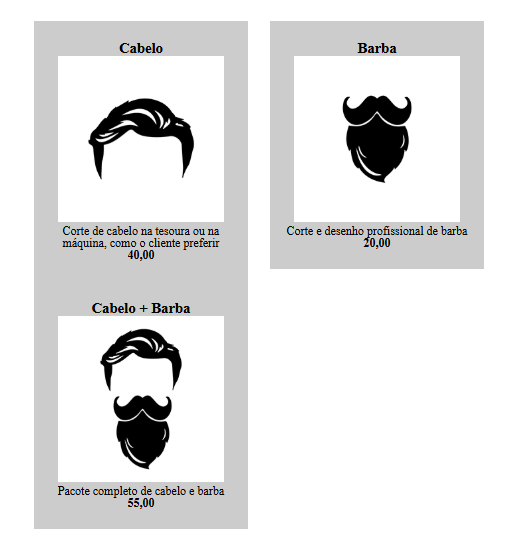 Cabelo
Corte de cabelo na tesoura ou na
máquina, como o cliente preferir
40,00
Barba
Corte e desenho profissional de barba
20,00
Cabelo + Barba
Pacote completo de cabelo e barba
55,00